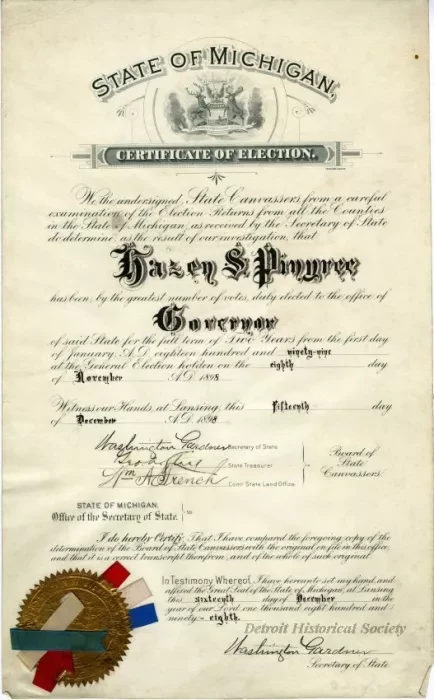 STATE OF MICHIGAN,
CERTIFICATE OF ELECTION.
We the undersigned, State Canvassers from a careful
examination of the Election Returns from all the Counties
in the State of Michigan, as received by the Secretary of State
do determine, as the result of our investigation, that
Hazen S. Pingree
has been, by the greatest number of votes, duly elected to the office of
Governor
of said State for the full term of Two Years from the first day
of January, A.D. eighteen hundred and ninety-nine
at the General Election holden on the eighth day
of November A.D. 1898
Witness our Hands, at Lansing, this fifteenth day
of December A.D. 1898
Washington Gardner Secretary of State
State Treasurer
Wm A. French Com'r State Land Office
Board of
State
Canvassers
STATE OF MICHIGAN,
Office of the Secretary of State. } ss
I do hereby Certify, That I have compared the foregoing copy of the
determination of the Board of State Canvassers with the original on file in this office,
and that it is a correct transcript therefrom, and of the whole of such original.
In Testimony Whereof, I have hereunto set my hand and
affixed the Great Seal of the State of Michigan, at Lansing
this sixteenth day of December in the
year of our Lord one thousand eight hundred and
ninety-eighth.
Detroit Historical Society
Washington Gardner
Secretary of State